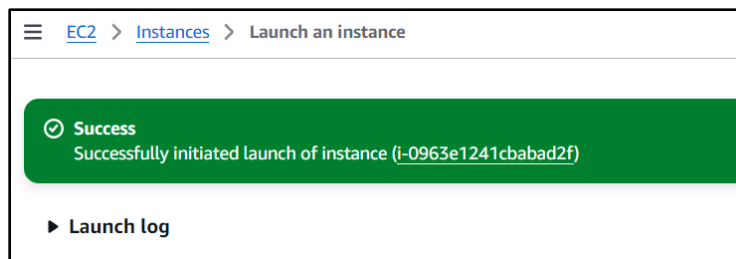 EC2 > Instances > Launch an instance
Success
Successfully initiated launch of instance (i-0963e1241cbabad2f)
Launch log